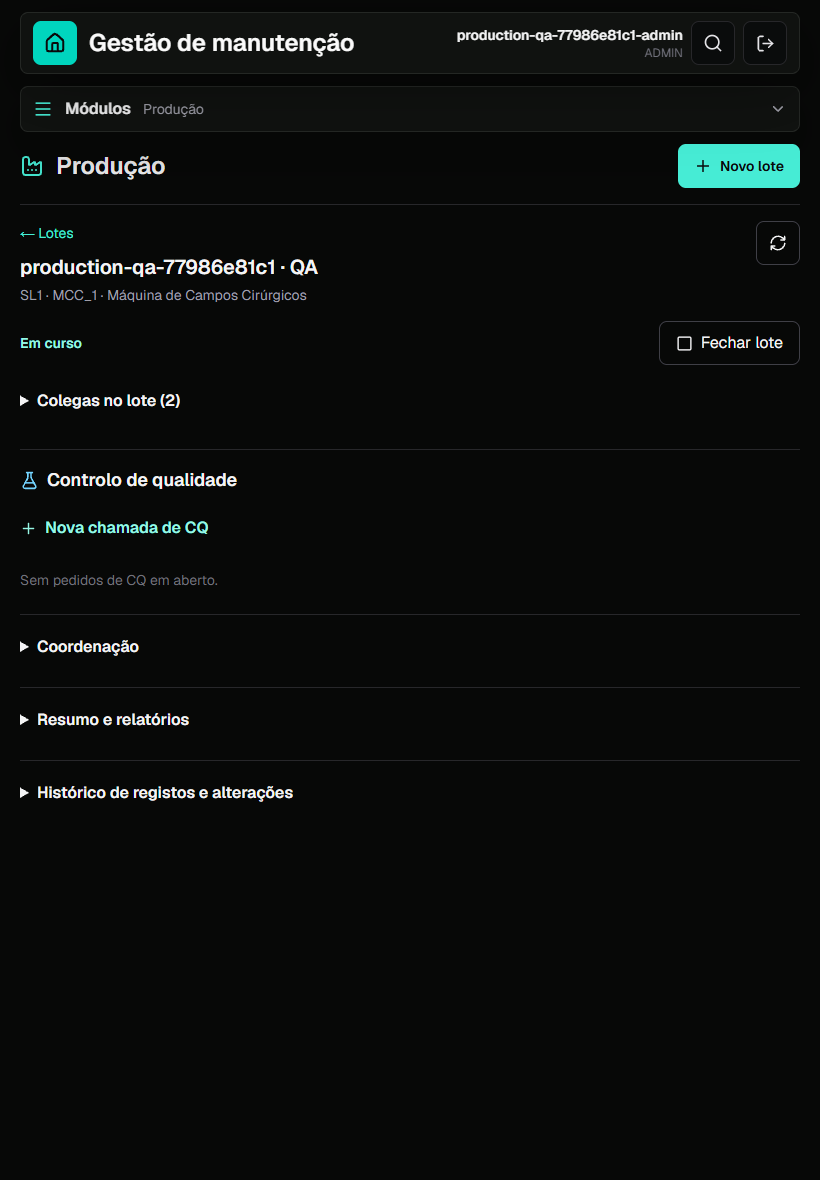 Gestão de manutenção
production-qa-77986e81c1-admin
ADMIN
Módulos Produção
Produção
+ Novo lote
← Lotes
production-qa-77986e81c1 · QA
SL1 · MCC_1 · Máquina de Campos Cirúrgicos
Em curso
Fechar lote
Colegas no lote (2)
Controlo de qualidade
+ Nova chamada de CQ
Sem pedidos de CQ em aberto.
Coordenação
Resumo e relatórios
Histórico de registos e alterações